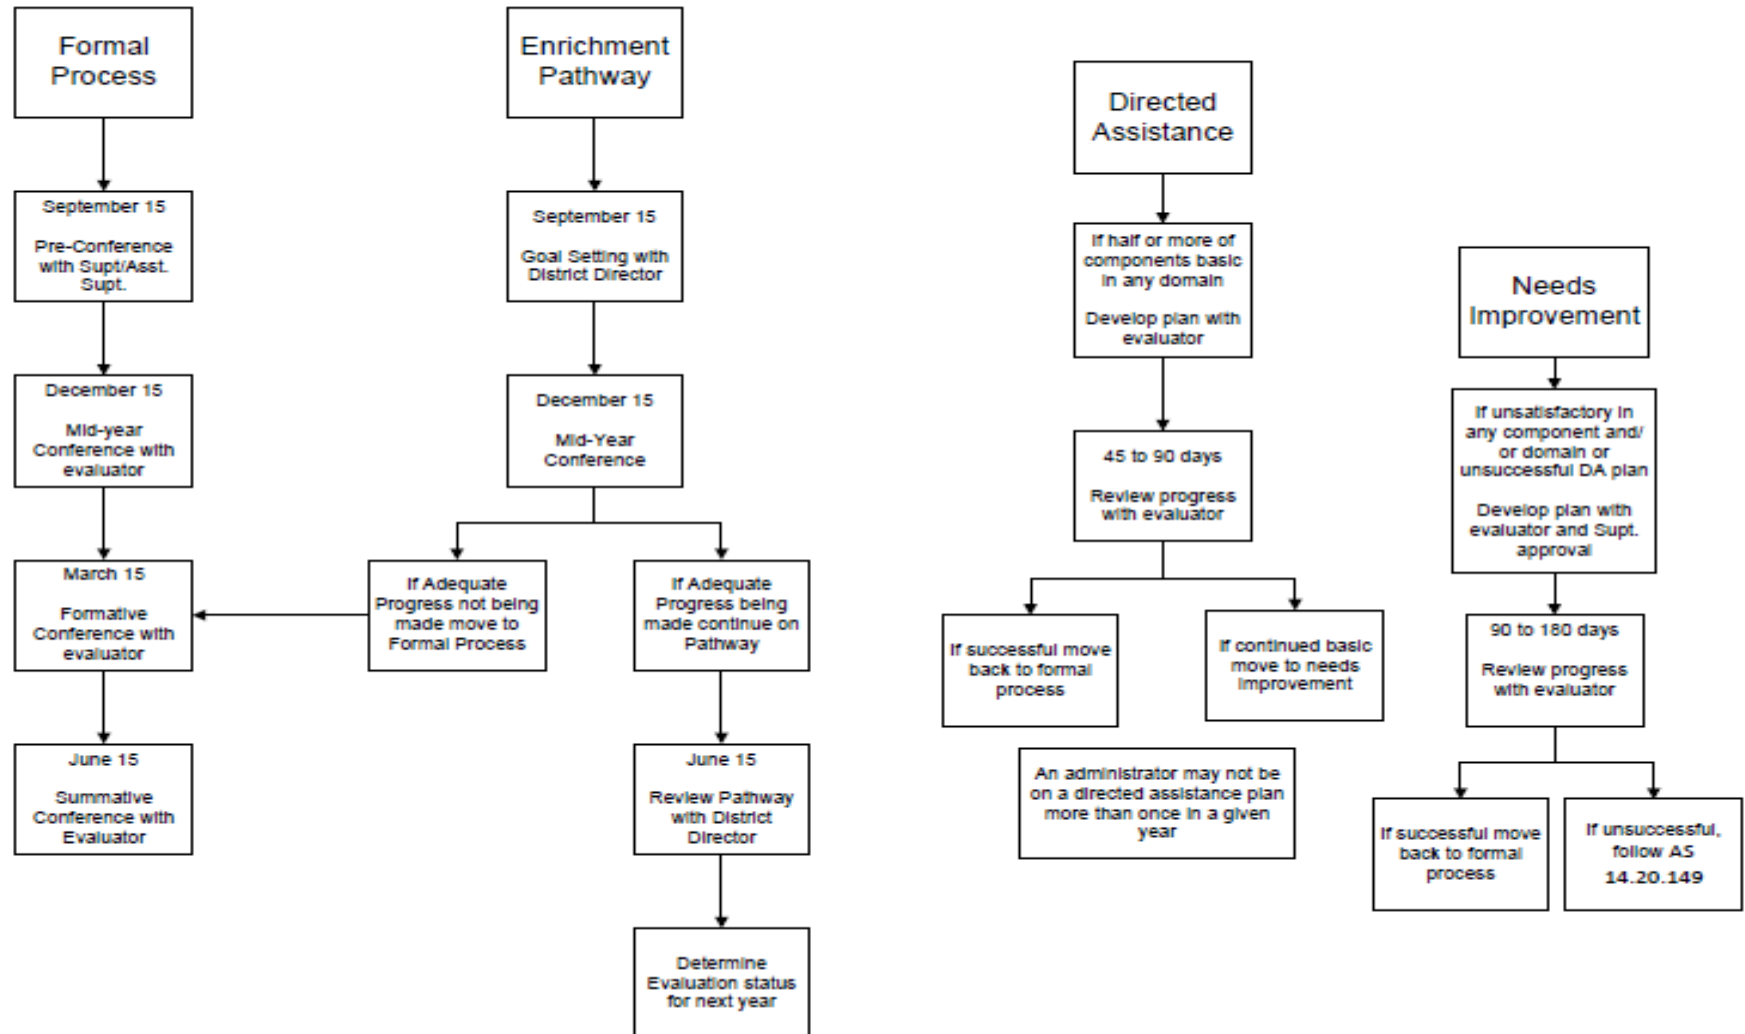 Formal
Process
September 15
Pre-Conference
with Supt/Asst.
Supt.
December 15
Mid-year
Conference with
evaluator
March 15
Formative
Conference with
evaluator
June 15
Summative
Conference with
Evaluator
Enrichment
Pathway
September 15
Goal Setting with
District Director
December 15
Mid-Year
Conference
If Adequate
Progress not being
made move to
Formal Process
If Adequate
Progress being
made continue on
Pathway
June 15
Review Pathway
with District
Director
Determine
Evaluation status
for next year
Directed
Assistance
If half or more of
components basic
in any domain
Develop plan with
evaluator
45 to 90 days
Review progress
with evaluator
If successful move
back to formal
process
If continued basic
move to needs
improvement
An administrator may not be
on a directed assistance plan
more than once in a given
year
Needs
Improvement
If unsatisfactory in
any component and/
or domain or
unsuccessful DA plan
Develop plan with
evaluator and Supt.
approval
90 to 180 days
Review progress
with evaluator
If successful move
back to formal
process
If unsuccessful,
follow AS
14.20.149